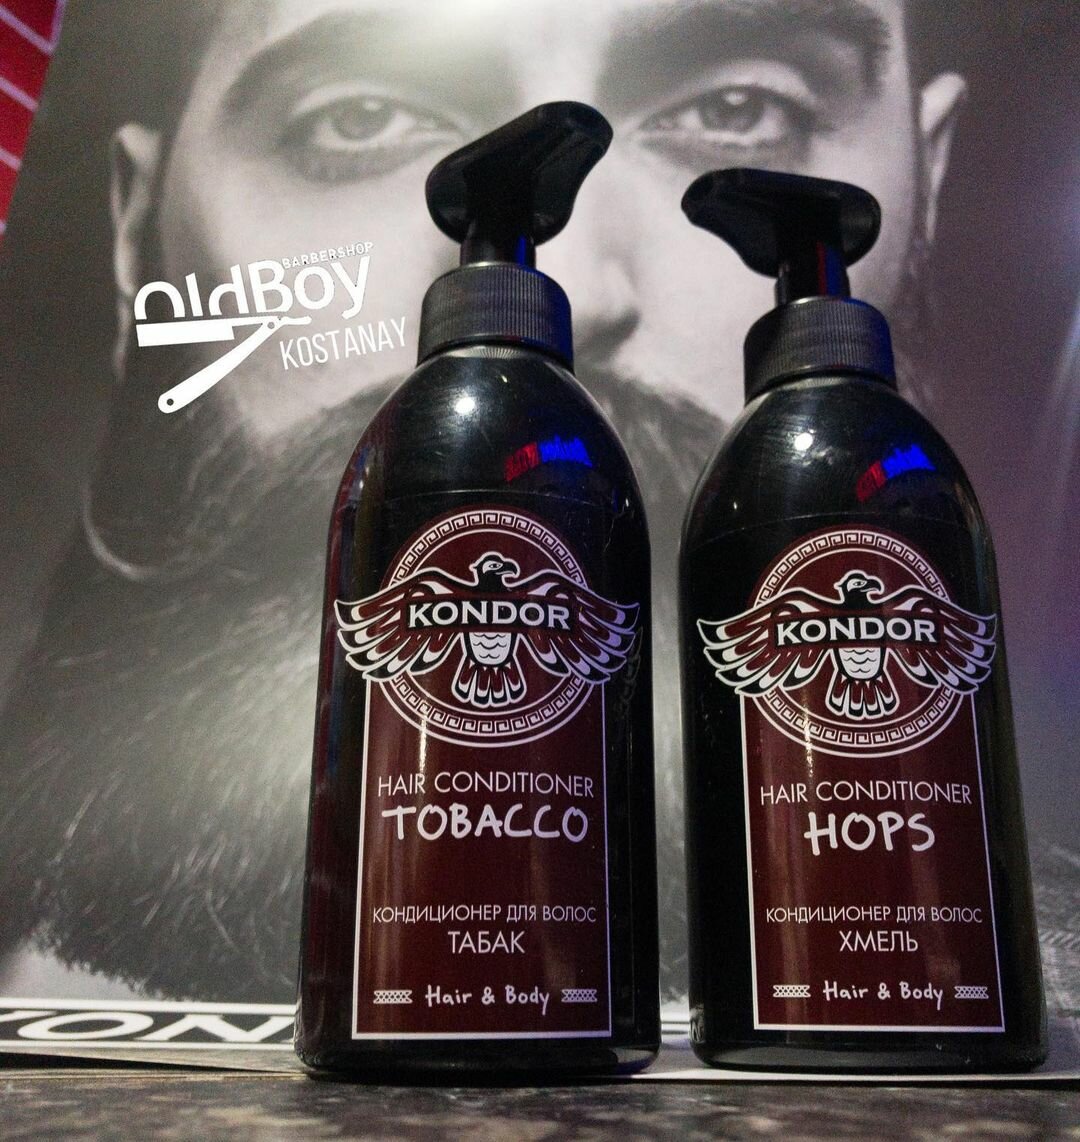 BARBERSHOP
OldBoy
KOSTANAY
KONDOR
HAIR CONDITIONER
TOBACCO
КОНДИЦИОНЕР ДЛЯ ВОЛОС
ТАБАК
Hair & Body
KONDOR
HAIR CONDITIONER
HOPS
КОНДИЦИОНЕР ДЛЯ ВОЛОС
ХМЕЛЬ
Hair & Body